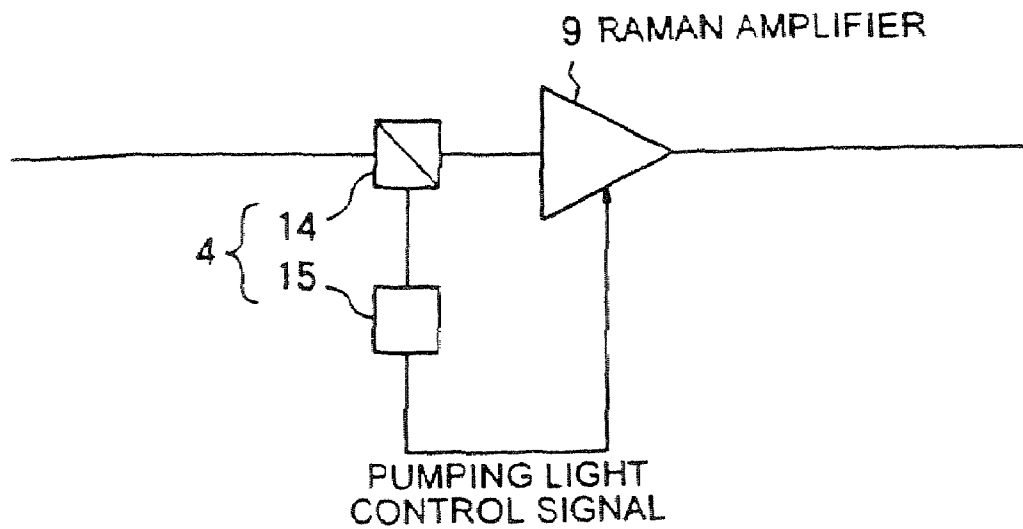 9 RAMAN AMPLIFIER
14
4
15
PUMPING LIGHT
CONTROL SIGNAL